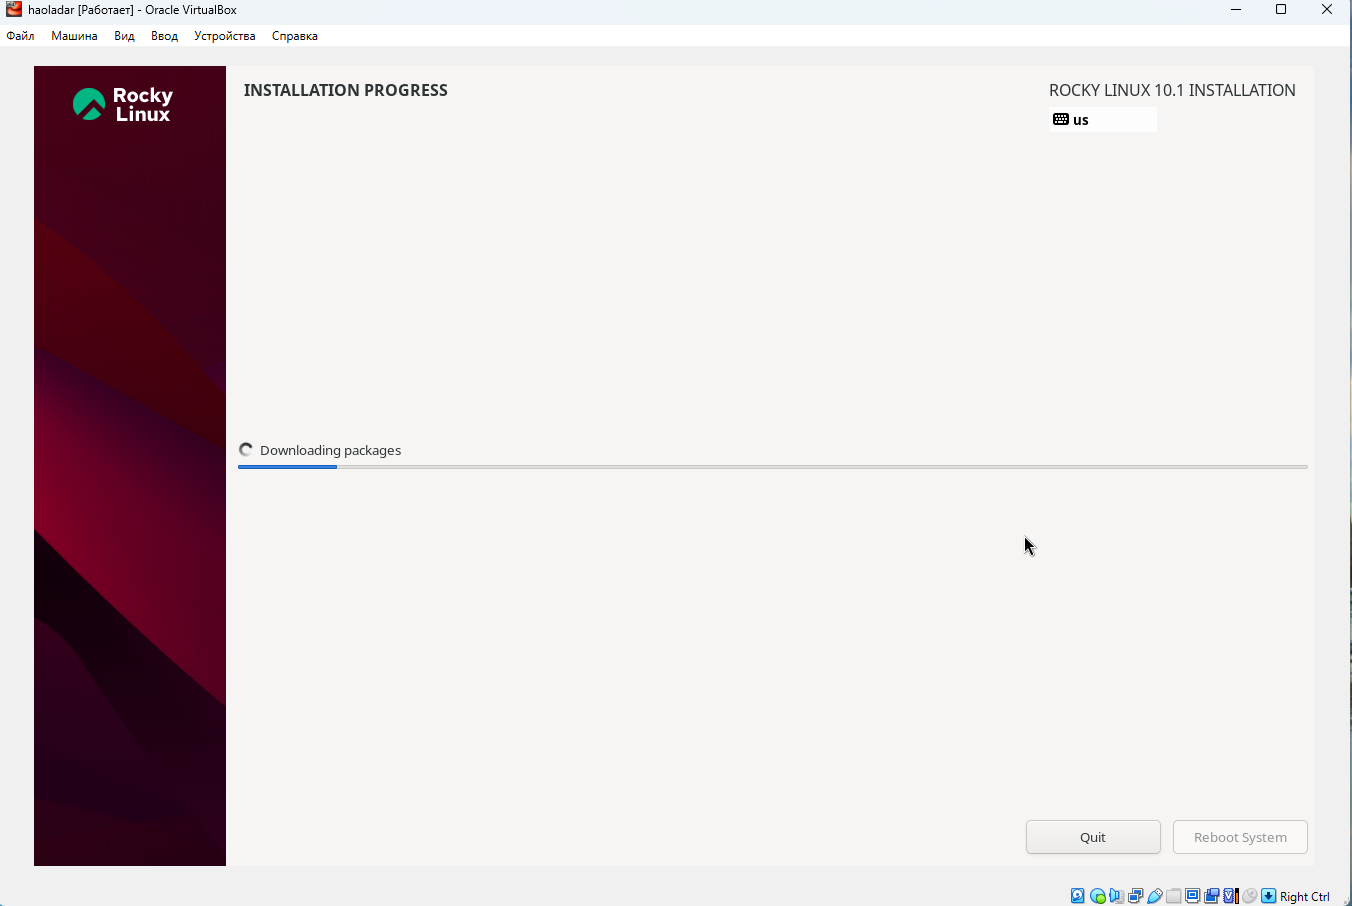 haoladar [Работает] - Oracle VirtualBox
Файл Машина Вид Ввод Устройства Справка
Rocky
Linux
INSTALLATION PROGRESS
ROCKY LINUX 10.1 INSTALLATION
us
Downloading packages
Quit
Reboot System
Right Ctrl